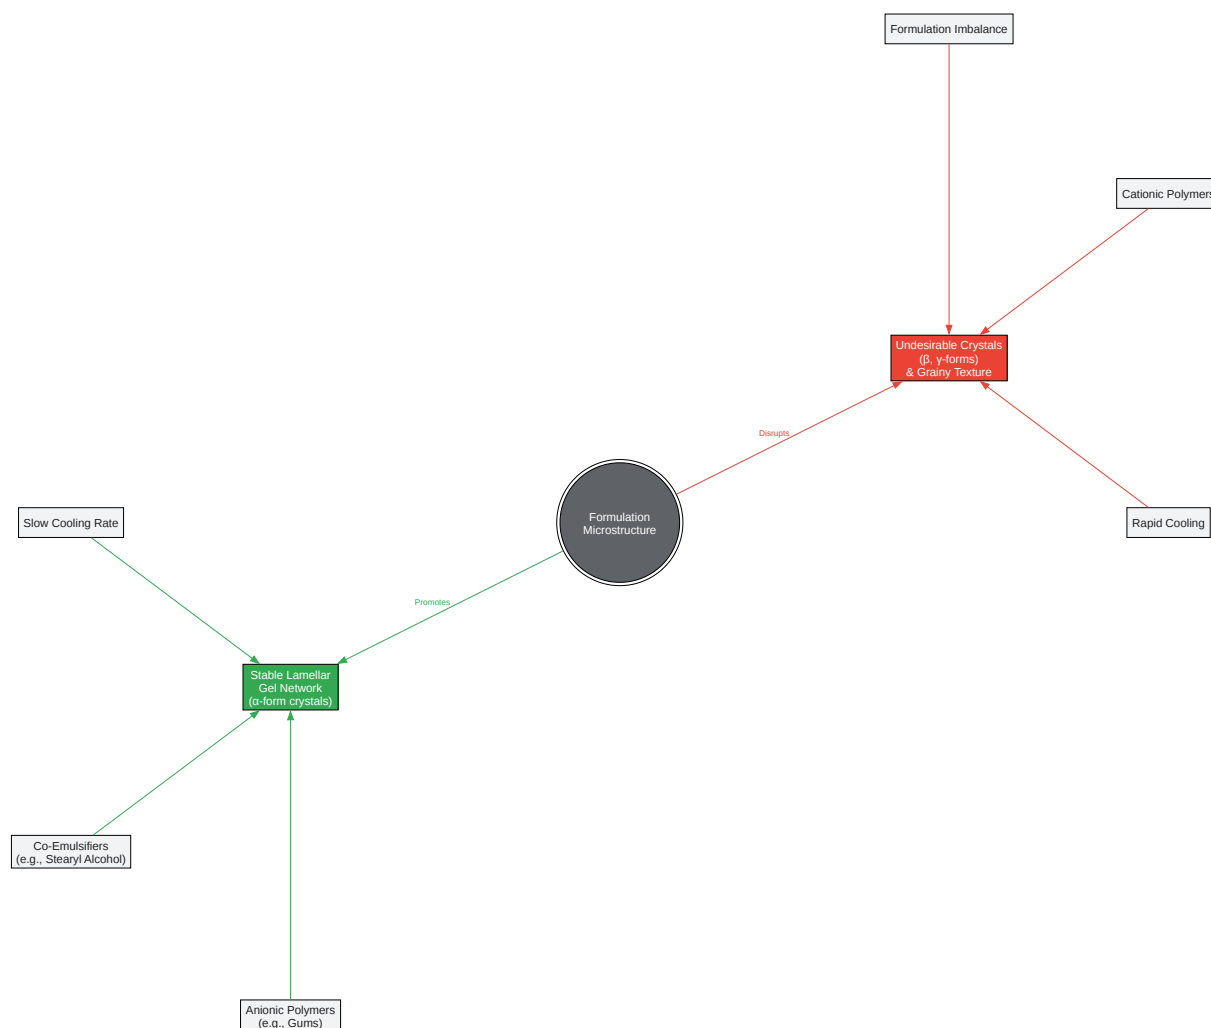 Formulation Imbalance
Cationic Polymers
Undesirable Crystals
(β, γ-forms)
& Grainy Texture
Disrupts
Formulation
Microstructure
Slow Cooling Rate
Rapid Cooling
Promotes
Stable Lamellar
Gel Network
(α-form crystals)
Co-Emulsifiers
(e.g., Stearyl Alcohol)
Anionic Polymers
(e.g., Gums)